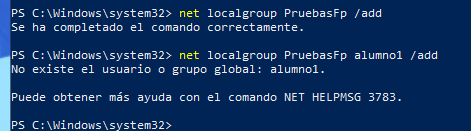 PS C:\Windows\system32> net localgroup PruebasFp /add
Se ha completado el comando correctamente.
PS C:\Windows\system32> net localgroup PruebasFp alumno1 /add
No existe el usuario o grupo global: alumno1.
Puede obtener más ayuda con el comando NET HELPMSG 3783.
PS C:\Windows\system32>